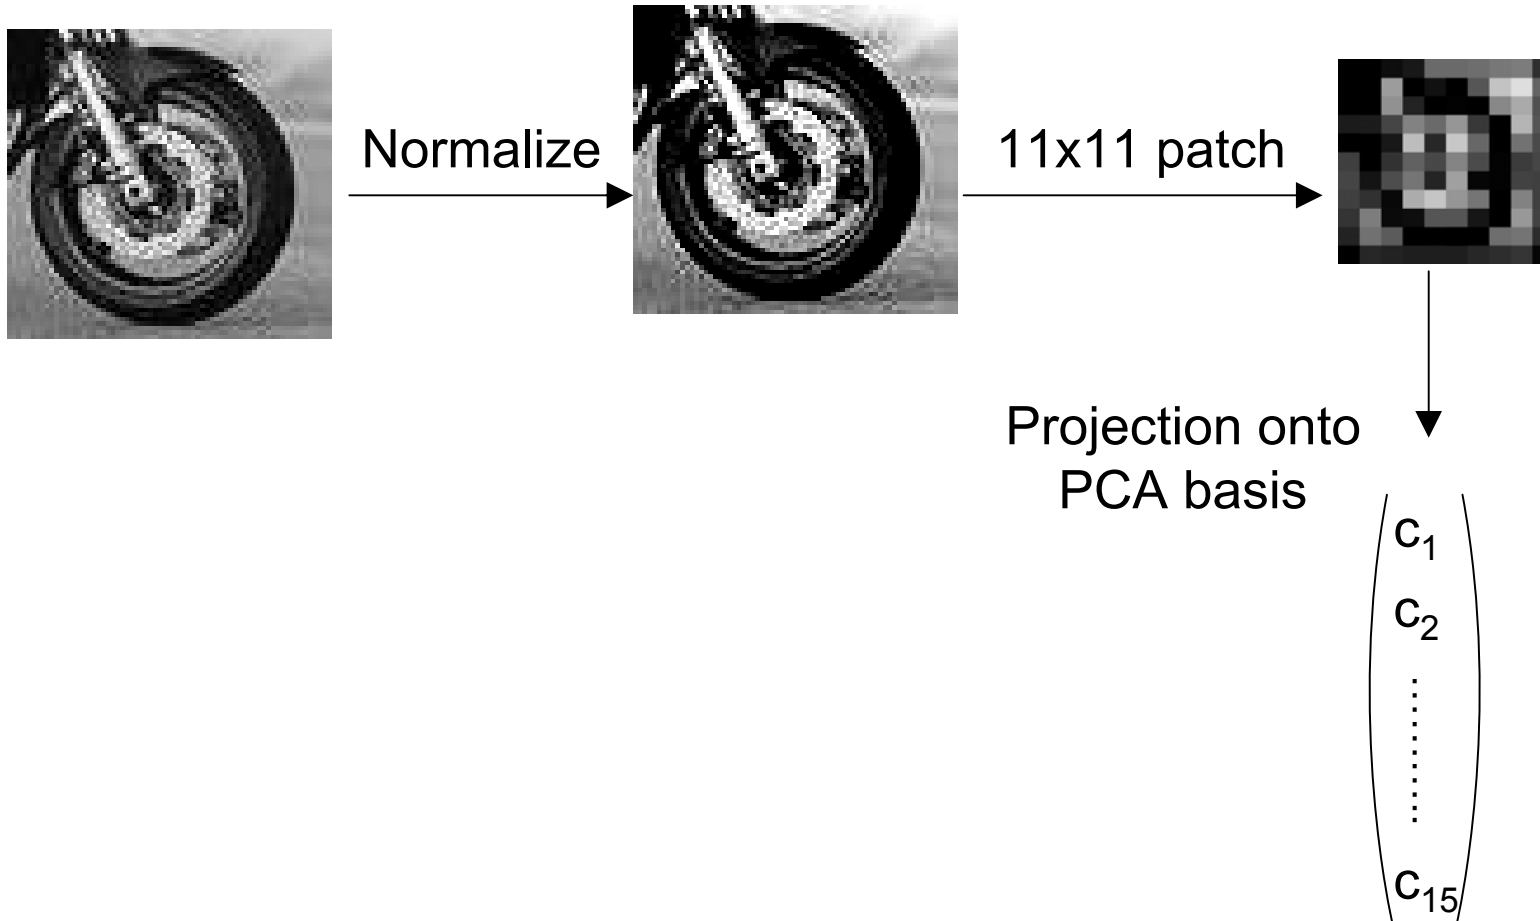 Normalize
11x11 patch
Projection onto
PCA basis
c₁
c₂
..........
c₁₅